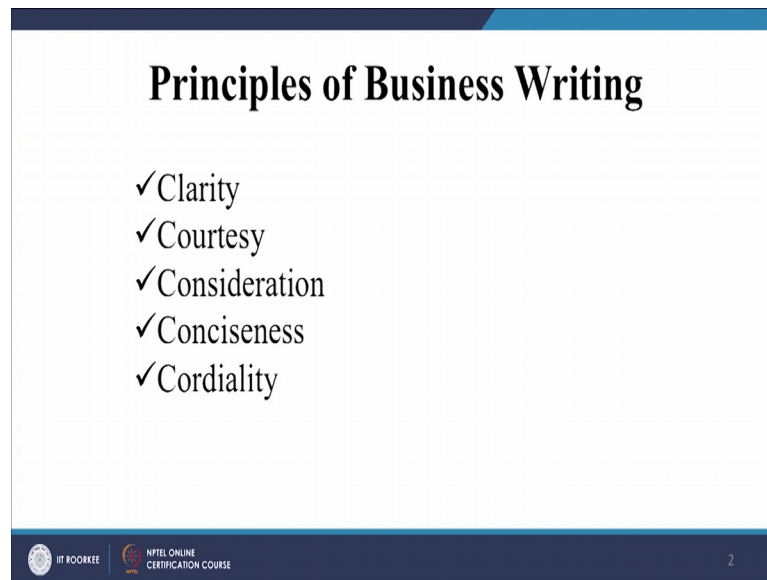 Principles of Business Writing
✓Clarity
✓Courtesy
✓Consideration
✓Conciseness
✓Cordiality
IIT ROORKEE
NPTEL ONLINE
CERTIFICATION COURSE
2